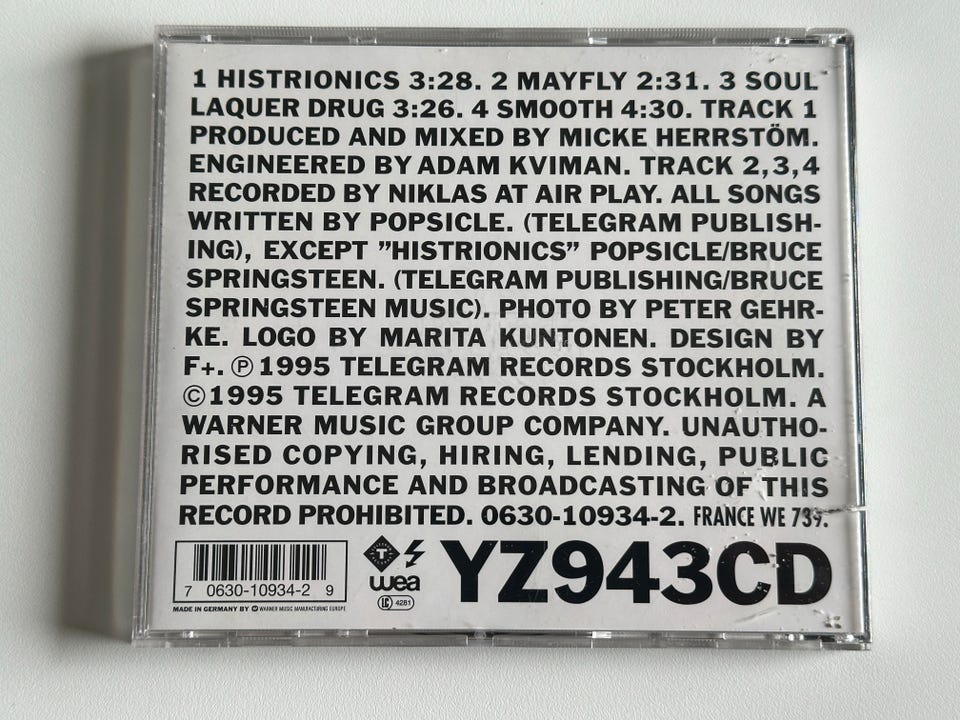 1 HISTRIONICS 3:28. 2 MAYFLY 2:31. 3 SOUL
LAQUER DRUG 3:26. 4 SMOOTH 4:30. TRACK 1
PRODUCED AND MIXED BY MICKE HERRSTÖM.
ENGINEERED BY ADAM KVIMAN. TRACK 2,3,4
RECORDED BY NIKLAS AT AIR PLAY. ALL SONGS
WRITTEN BY POPSICLE. (TELEGRAM PUBLISH-
ING), EXCEPT ”HISTRIONICS” POPSICLE/BRUCE
SPRINGSTEEN. (TELEGRAM PUBLISHING/BRUCE
SPRINGSTEEN MUSIC). PHOTO BY PETER GEHR-
KE. LOGO BY MARITA KUNTONEN. DESIGN BY
F+. ℗ 1995 TELEGRAM RECORDS STOCKHOLM.
© 1995 TELEGRAM RECORDS STOCKHOLM. A
WARNER MUSIC GROUP COMPANY. UNAUTHO-
RISED COPYING, HIRING, LENDING, PUBLIC
PERFORMANCE AND BROADCASTING OF THIS
RECORD PROHIBITED. 0630-10934-2. FRANCE WE 739.
7 0630-10934-2 9
MADE IN GERMANY BY WARNER MUSIC MANUFACTURING EUROPE
T
wea
LC 4281
YZ943CD